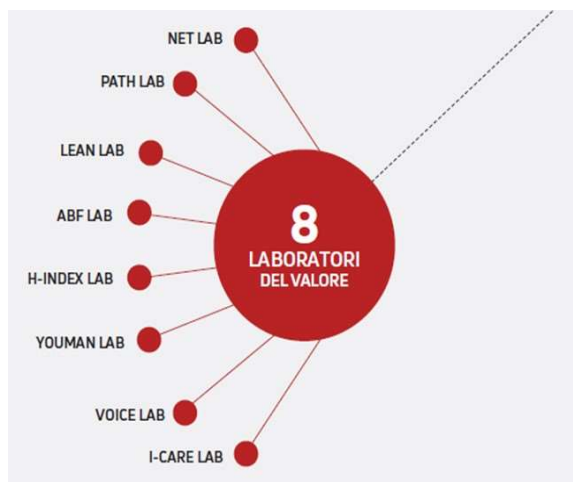 NET LAB
PATH LAB
LEAN LAB
ABF LAB
H-INDEX LAB
YOUMAN LAB
VOICE LAB
I-CARE LAB
8
LABORATORI
DEL VALORE